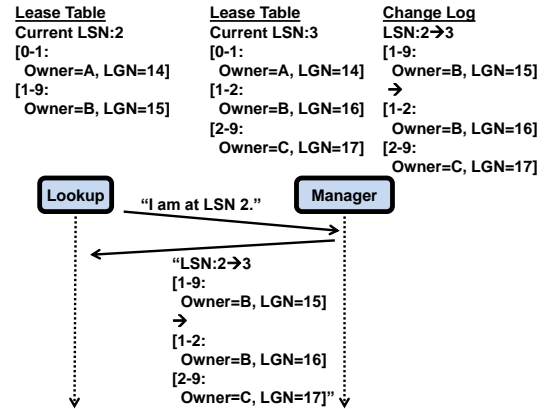 Lease Table
Current LSN:2
[0-1:
Owner=A, LGN=14]
[1-9:
Owner=B, LGN=15]
Lease Table
Current LSN:3
[0-1:
Owner=A, LGN=14]
[1-2:
Owner=B, LGN=16]
[2-9:
Owner=C, LGN=17]
Change Log
LSN:2→3
[1-9:
Owner=B, LGN=15]
→
[1-2:
Owner=B, LGN=16]
[2-9:
Owner=C, LGN=17]
Lookup
Manager
“I am at LSN 2.”
“LSN:2→3
[1-9:
Owner=B, LGN=15]
→
[1-2:
Owner=B, LGN=16]
[2-9:
Owner=C, LGN=17]”